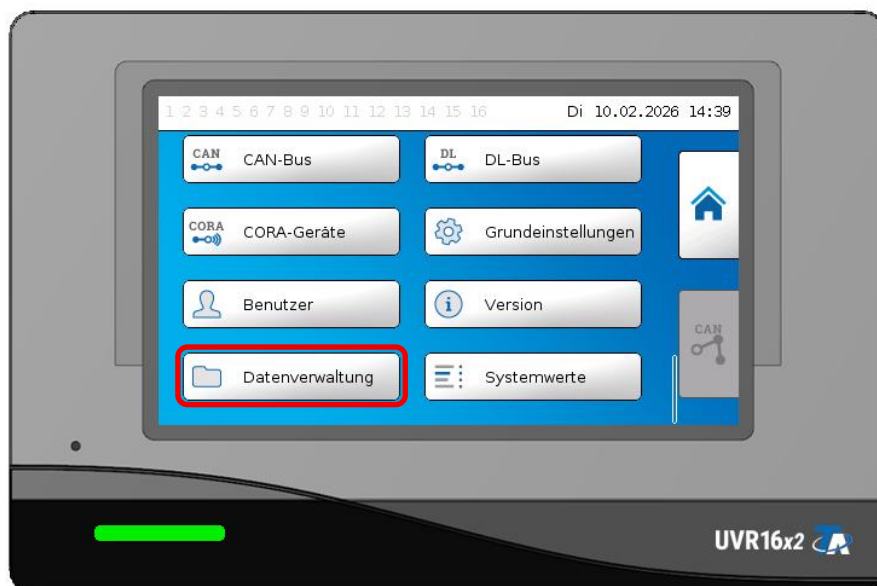 1 2 3 4 5 6 7 8 9 10 11 12 13 14 15 16 Di 10.02.2026 14:39
CAN CAN-Bus DL DL-Bus
CORA CORA-Geräte Grundeinstellungen
Benutzer i Version
CAN
Datenverwaltung Systemwerte
UVR16x2 TA